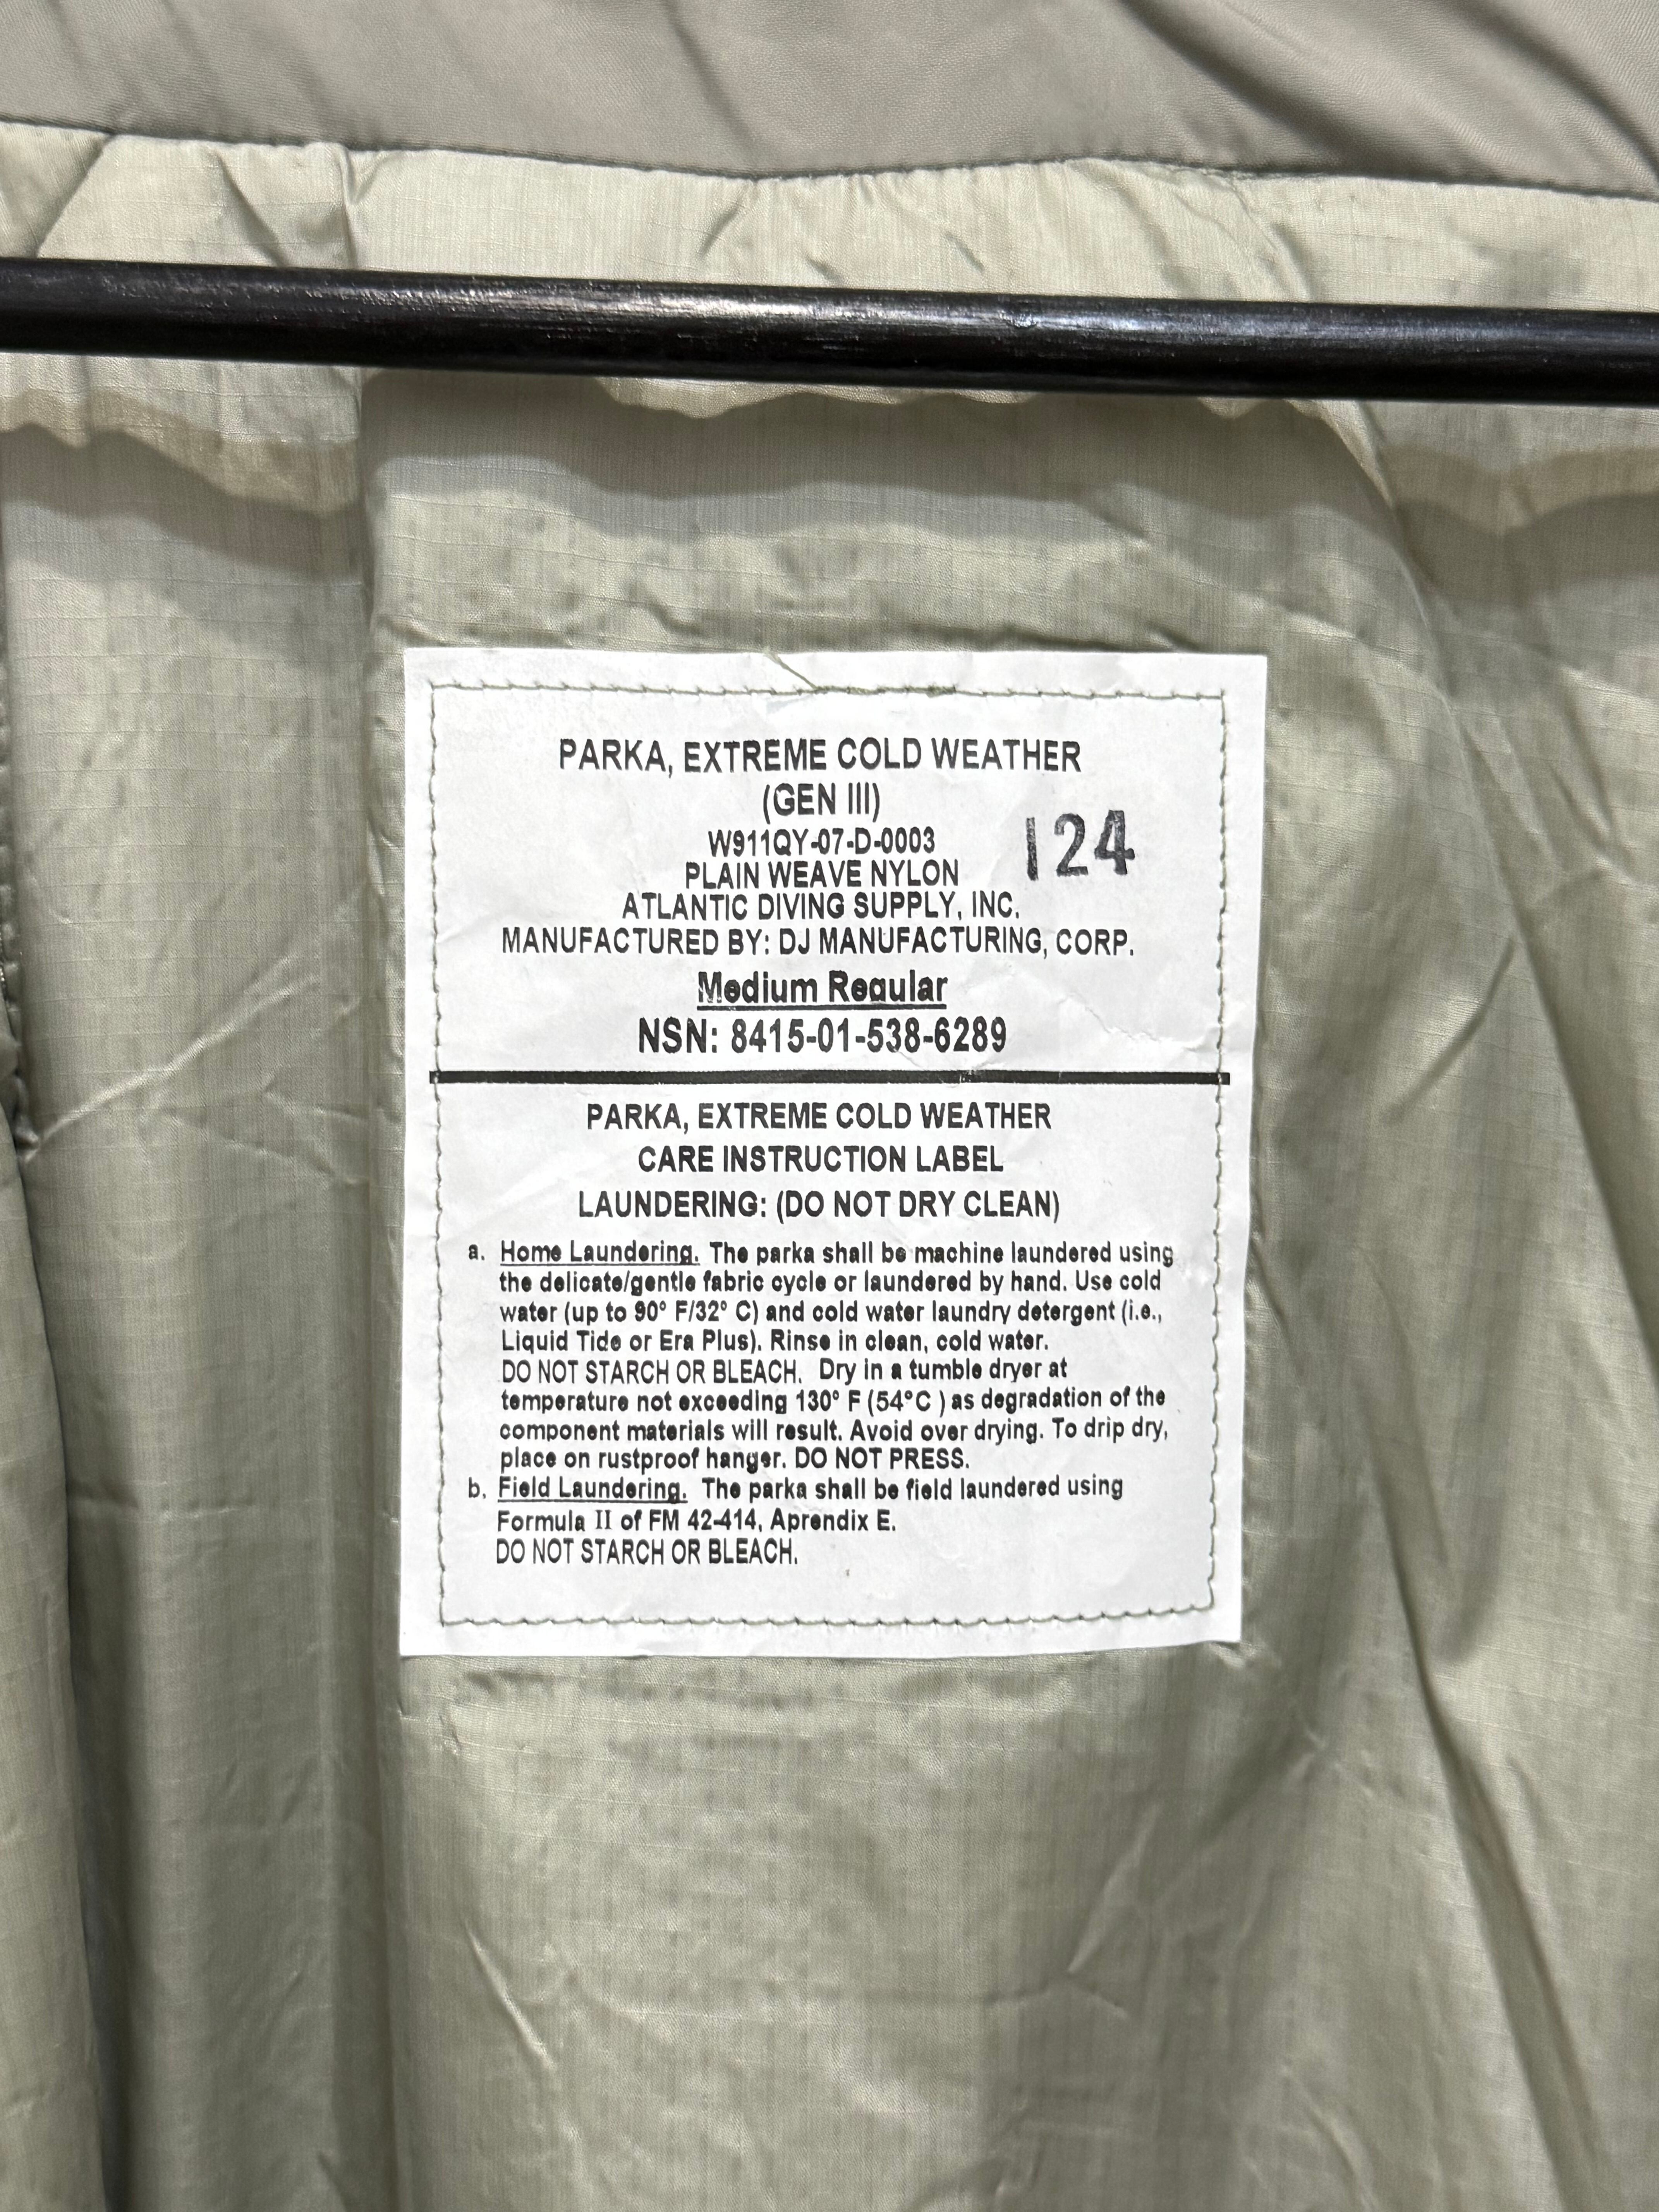 PARKA, EXTREME COLD WEATHER
(GEN III)
W911QY-07-D-0003
124
PLAIN WEAVE NYLON
ATLANTIC DIVING SUPPLY, INC.
MANUFACTURED BY: DJ MANUFACTURING, CORP.
Medium Regular
NSN: 8415-01-538-6289
PARKA, EXTREME COLD WEATHER
CARE INSTRUCTION LABEL
LAUNDERING: (DO NOT DRY CLEAN)
a. Home Laundering. The parka shall be machine laundered using
the delicate/gentle fabric cycle or laundered by hand. Use cold
water (up to 90° F/32° C) and cold water laundry detergent (i.e.,
Liquid Tide or Era Plus). Rinse in clean, cold water.
DO NOT STARCH OR BLEACH. Dry in a tumble dryer at
temperature not exceeding 130° F (54°C ) as degradation of the
component materials will result. Avoid over drying. To drip dry,
place on rustproof hanger. DO NOT PRESS.
b. Field Laundering. The parka shall be field laundered using
Formula II of FM 42-414, Aprendix E.
DO NOT STARCH OR BLEACH.